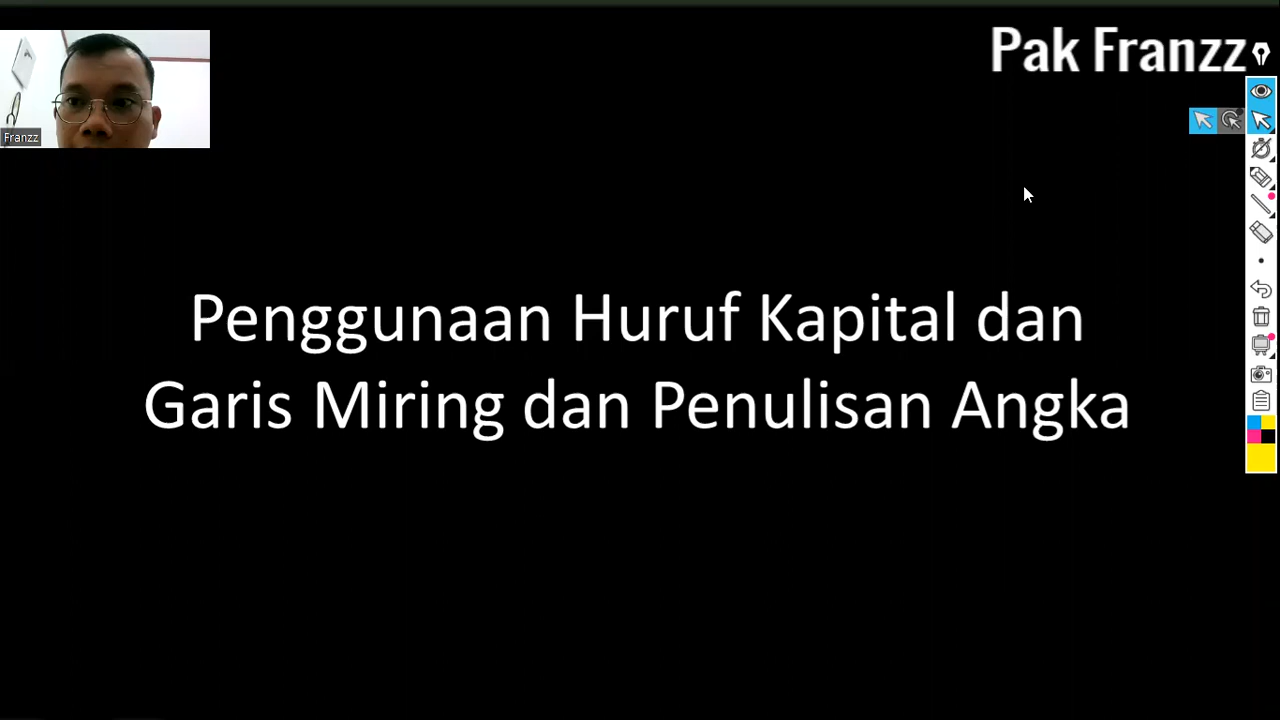 Pak Franzz
Franzz
Penggunaan Huruf Kapital dan
Garis Miring dan Penulisan Angka